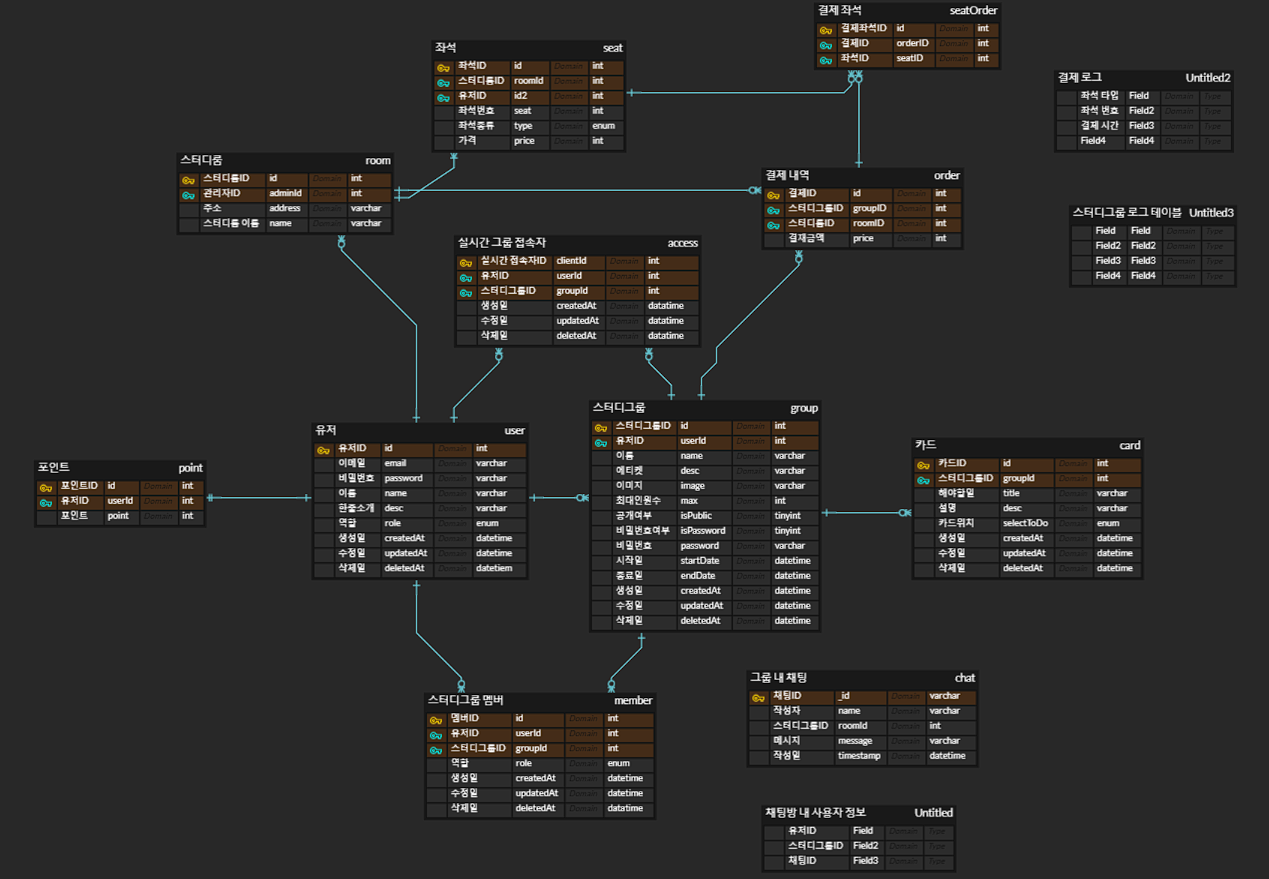 결제 좌석 seatOrder
결제좌석ID id Domain int
결제ID orderID Domain int
좌석ID seatID Domain int
좌석 seat
좌석ID id Domain int
스터디룸ID roomId Domain int
유저ID id2 Domain int
좌석번호 seat Domain int
좌석종류 type Domain enum
가격 price Domain int
결제 로그 Untitled2
좌석 타입 Field Domain Type
좌석 번호 Field2 Domain Type
결제 시간 Field3 Domain Type
Field4 Field4 Domain Type
스터디룸 room
스터디룸ID id Domain int
관리자ID adminId Domain int
주소 address Domain varchar
스터디룸 이름 name Domain varchar
결제 내역 order
결제ID id Domain int
스터디그룹ID groupID Domain int
스터디룸ID roomID Domain int
결재금액 price Domain int
스터디그룹 로그 테이블 Untitled3
Field Field Domain Type
Field2 Field2 Domain Type
Field3 Field3 Domain Type
Field4 Field4 Domain Type
실시간 그룹 접속자 access
실시간 접속자ID clientId Domain int
유저ID userId Domain int
스터디그룹ID groupId Domain int
생성일 createdAt Domain datatime
수정일 updatedAt Domain datatime
삭제일 deletedAt Domain datatime
스터디그룹 group
스터디그룹ID id Domain int
유저ID userId Domain int
이름 name Domain varchar
에티켓 desc Domain varchar
이미지 image Domain varchar
최대인원수 max Domain int
공개여부 isPublic Domain tinyint
비밀번호여부 isPassword Domain tinyint
비밀번호 password Domain varchar
시작일 startDate Domain datetime
종료일 endDate Domain datetime
생성일 createdAt Domain datetime
수정일 updatedAt Domain datetime
삭제일 deletedAt Domain datetime
유저 user
유저ID id Domain int
이메일 email Domain varchar
비밀번호 password Domain varchar
이름 name Domain varchar
한줄소개 desc Domain varchar
역할 role Domain enum
생성일 createdAt Domain datetime
수정일 updatedAt Domain datetime
삭제일 deletedAt Domain datetiem
포인트 point
포인트ID id Domain int
유저ID userId Domain int
포인트 point Domain int
카드 card
카드ID id Domain int
스터디그룹ID groupId Domain int
해야할일 title Domain varchar
설명 desc Domain varchar
카드위치 selectToDo Domain enum
생성일 createdAt Domain datetime
수정일 updatedAt Domain datetime
삭제일 deletedAt Domain datetime
스터디그룹 멤버 member
멤버ID id Domain int
유저ID userId Domain int
스터디그룹ID groupId Domain int
역할 role Domain enum
생성일 createdAt Domain datetime
수정일 updatedAt Domain datetime
삭제일 deletedAt Domain datatime
그룹 내 채팅 chat
채팅ID _id Domain varchar
작성자 name Domain varchar
스터디그룹ID roomId Domain int
메시지 message Domain varchar
작성일 timestamp Domain datetime
채팅방 내 사용자 정보 Untitled
유저ID Field Domain Type
스터디그룹ID Field2 Domain Type
채팅ID Field3 Domain Type